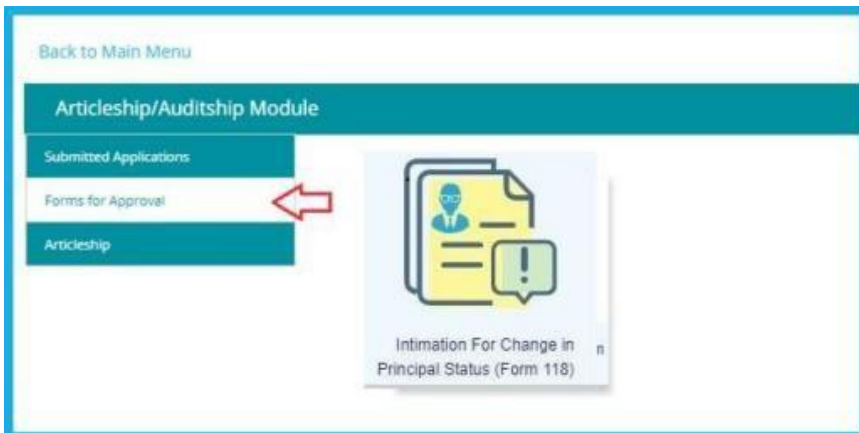 Back to Main Menu
Articleship/Auditship Module
Submitted Applications
Forms for Approval
Articleship
!
Intimation For Change in
n
Principal Status (Form 118)